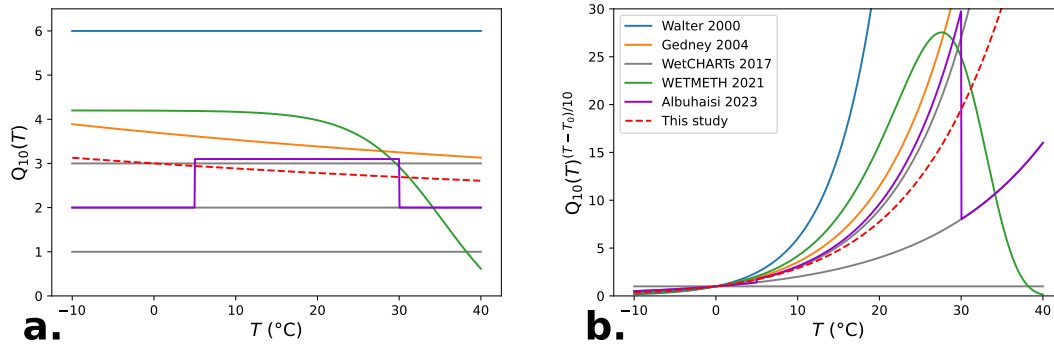 6
5
4
3
2
1
0
Q₁₀(T)
−10
0
10
20
30
40
T (°C)
a.
30
25
20
15
10
5
0
Q₁₀(T)^(T − T₀)/10
Walter 2000
Gedney 2004
WetCHARTs 2017
WETMETH 2021
Albuhaisi 2023
This study
−10
0
10
20
30
40
T (°C)
b.